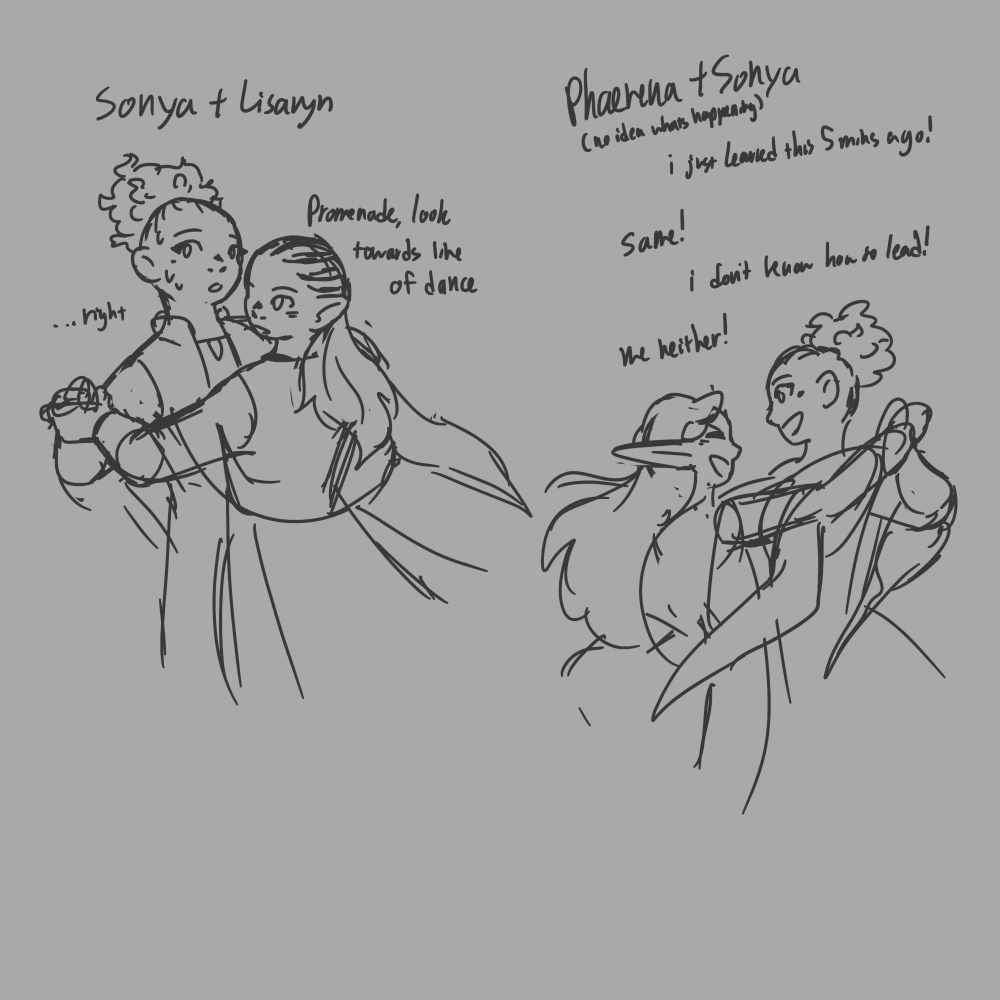 Sonya + Lisaryn
Promenade, look
towards line
of dance
...right
Phaerena + Sonya
(no idea whats happening)
i just learned this 5 mins ago!
same!
i don't know how to lead!
me neither!